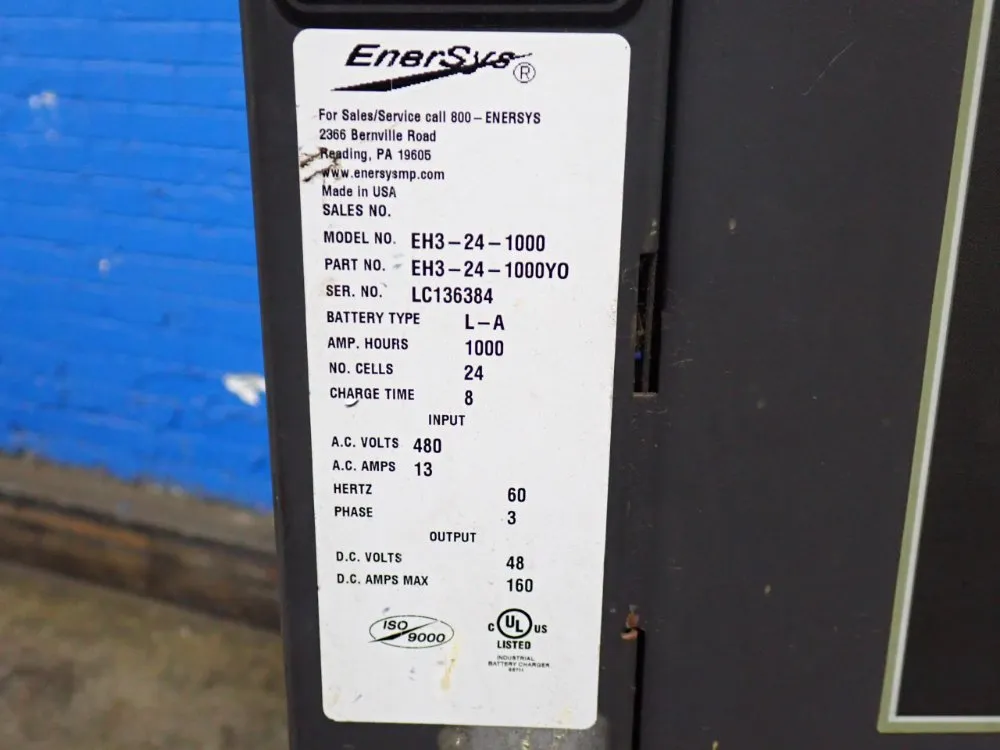 EnerSys®
For Sales/Service call 800-ENERSYS
2366 Bernville Road
Reading, PA 19605
www.enersysmp.com
Made in USA
SALES NO.
MODEL NO. EH3-24-1000
PART NO. EH3-24-1000YO
SER. NO. LC136384
BATTERY TYPE L-A
AMP. HOURS 1000
NO. CELLS 24
CHARGE TIME 8
INPUT
A.C. VOLTS 480
A.C. AMPS 13
HERTZ 60
PHASE 3
OUTPUT
D.C. VOLTS 48
D.C. AMPS MAX 160
ISO 9000
C UL US
LISTED
INDUSTRIAL
BATTERY CHARGER